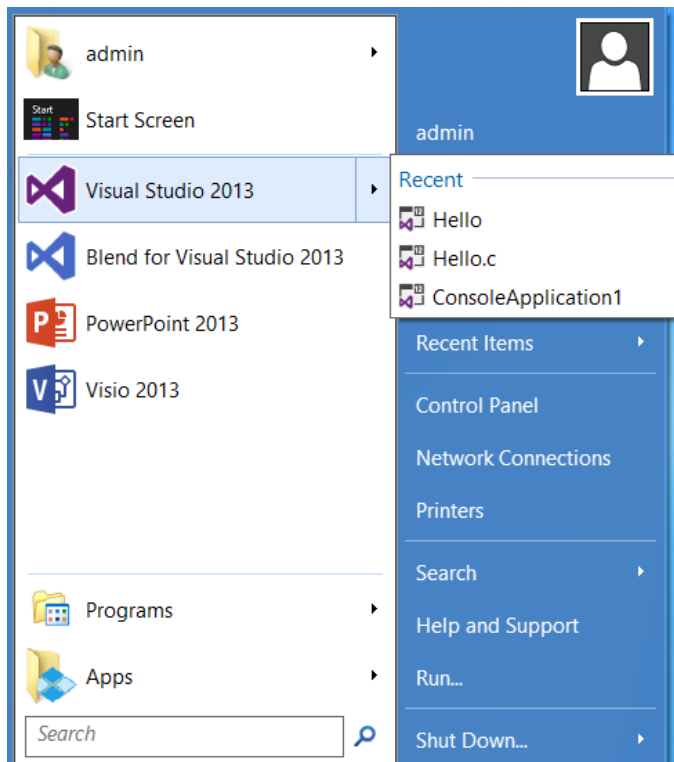 admin
Start
Start Screen
Visual Studio 2013
Blend for Visual Studio 2013
PowerPoint 2013
Visio 2013
Programs
Apps
Search
admin
Recent
Hello
Hello.c
ConsoleApplication1
Recent Items
Control Panel
Network Connections
Printers
Search
Help and Support
Run...
Shut Down...